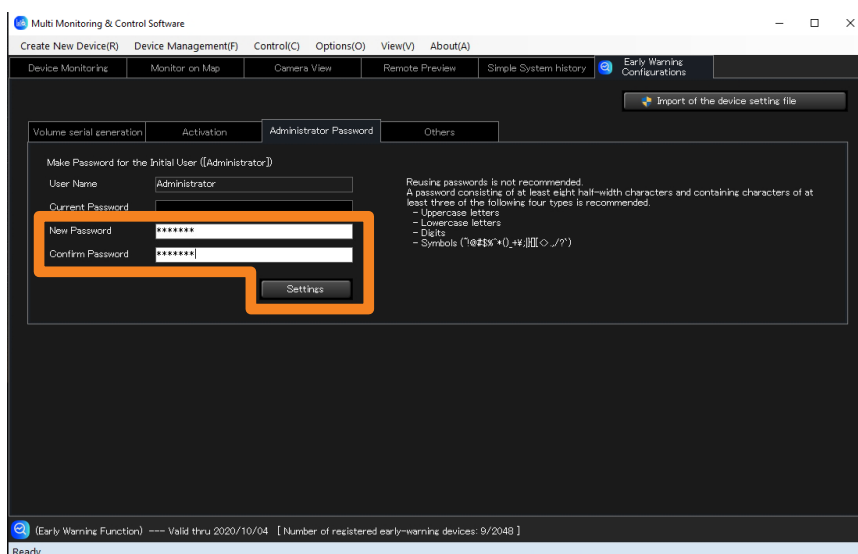 Multi Monitoring & Control Software
Create New Device(R) Device Management(F) Control(C) Options(O) View(V) About(A)
Device Monitoring Monitor on Map Camera View Remote Preview Simple System history Early Warning Configurations
Import of the device setting file
Volume serial generation Activation Administrator Password Others
Make Password for the Initial User ([Administrator])
User Name Administrator
Current Password
New Password *******
Confirm Password *******
Settings
Reusing passwords is not recommended.
A password consisting of at least eight half-width characters and containing characters of at
least three of the following four types is recommended.
- Uppercase letters
- Lowercase letters
- Digits
- Symbols
(Early Warning Function) --- Valid thru 2020/10/04 [ Number of registered early-warning devices: 9/2048 ]
Ready